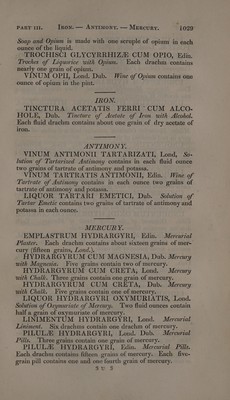 PART III. IRON. — ANTIMONY. — MERCURY. 1029
Soap and Opium is made with one scruple of opium in each
ounce of the liquid.
TROCHISCI GLYCYRRHIZÆ CUM OPIO, Edin.
Troches of Liquorice with Opium. Each drachm contains
nearly one grain of opium.
VINUM OPII, Lond. Dub. Wine of Opium contains one
ounce of opium in the pint.
IRON.
TINCTURA ACETATIS FERRI CUM ALCO-
HOLE, Dub. Tincture of Acetate of Iron with Alcohol.
Each fluid drachm contains about one grain of dry acetate of
iron.
ANTIMONY.
VINUM ANTIMONII TARTARIZATI, Lond. So-
lution of Tartarised Antimony contains in each fluid ounce
two grains of tartrate of antimony and potass.
VINUM TARTRATIS ANTIMONII, Edin. Wine of
Tartrate of Antimony contains in each ounce two grains of
tartrate of antimony and potass.
LIQUOR TARTARI EMETICI, Dub. Solution of
Tartar Emetic contains two grains of tartrate of antimony and
potass in each ounce.
MERCURY.
EMPLASTRUM HYDRARGYRI, Edin. Mercurial
Plaster. Each drachm contains about sixteen grains of mer-
cury (fifteen grains, Lond.).
HYDRARGYRUM CUM MAGNESIA, Dub. Mercury
with Magnesia. Five grains contain two of mercury.
HYDRARGYRUM CUM CRETA, Lond. Mercury
with Chalk. Three grains contain one grain of mercury.
HYDRARGYRUM CUM CRETA, Dub. Mercury
with Chalk. Five grains contain one of mercury.
LIQUOR HYDRARGYRI OXYMURIATIS, Lond.
Solution of Oxymuriate of Mercury. Two fluid ounces contain
half a grain of oxymuriate of mercury.
LINIMENTUM HYDRARGYRI, Lond. Mercurial
Liniment. Six drachms contain one drachm of mercury.
PILULÆ HYDRARGYRI, Lond. Dub. Mercurial
Pills. Three grains contain one grain of mercury.
PILULÆ HYDRARGYRI, Edin. Mercurial Pills.
Each drachm contains fifteen grains of mercury. Each five-
grain pill contains one and one fourth grain of mercury.
3 U 3